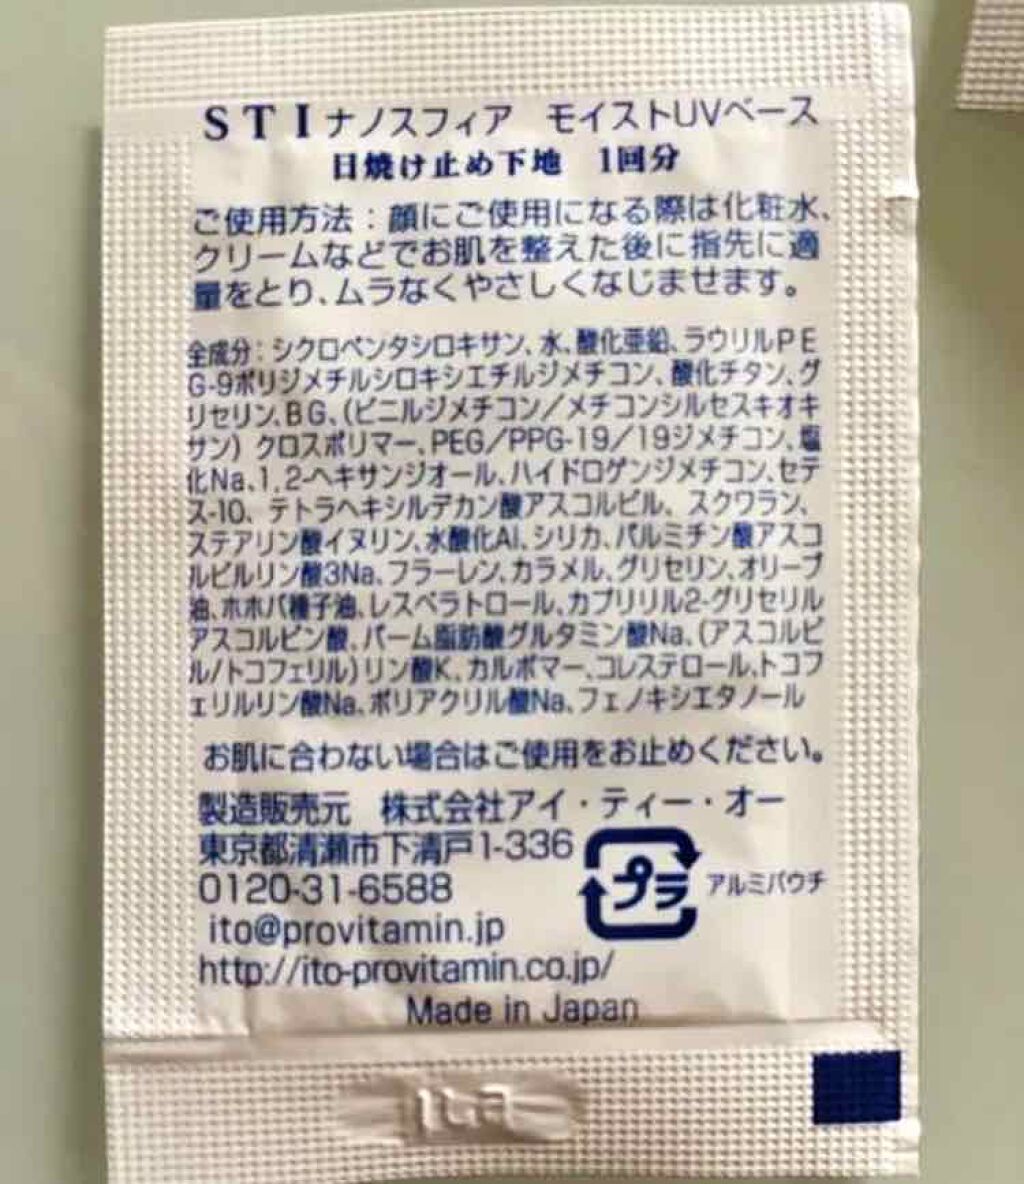 STIナノスフィア　モイストUVベース
日焼け止め下地　1回分
ご使用方法：顔にご使用になる際は化粧水、
クリームなどでお肌を整えた後に指先に適
量をとり、ムラなくやさしくなじませます。
全成分：シクロペンタシロキサン、水、酸化亜鉛、ラウリルPE
G-9ポリジメチルシロキシエチルジメチコン、酸化チタン、グ
リセリン、BG、（ビニルジメチコン／メチコンシルセスキオキ
サン）クロスポリマー、PEG／PPG-19／19ジメチコン、塩
化Na、1，2-ヘキサンジオール、ハイドロゲンジメチコン、セテ
ス-10、テトラヘキシルデカン酸アスコルビル、スクワラン、
ステアリン酸イヌリン、水酸化Al、シリカ、パルミチン酸アスコ
ルビルリン酸3Na、フラーレン、カラメル、グリセリン、オリーブ
油、ホホバ種子油、レスベラトロール、カプリリル2-グリセリル
アスコルビン酸、パーム脂肪酸グルタミン酸Na、（アスコルビ
ル/トコフェリル）リン酸K、カルボマー、コレステロール、トコフ
ェリルリン酸Na、ポリアクリル酸Na、フェノキシエタノール
お肌に合わない場合はご使用をお止めください。
製造販売元　株式会社アイ・ティー・オー
東京都清瀬市下清戸1-336
0120-31-6588
プラ アルミパウチ
ito@provitamin.jp
http://ito-provitamin.co.jp/
Made in Japan